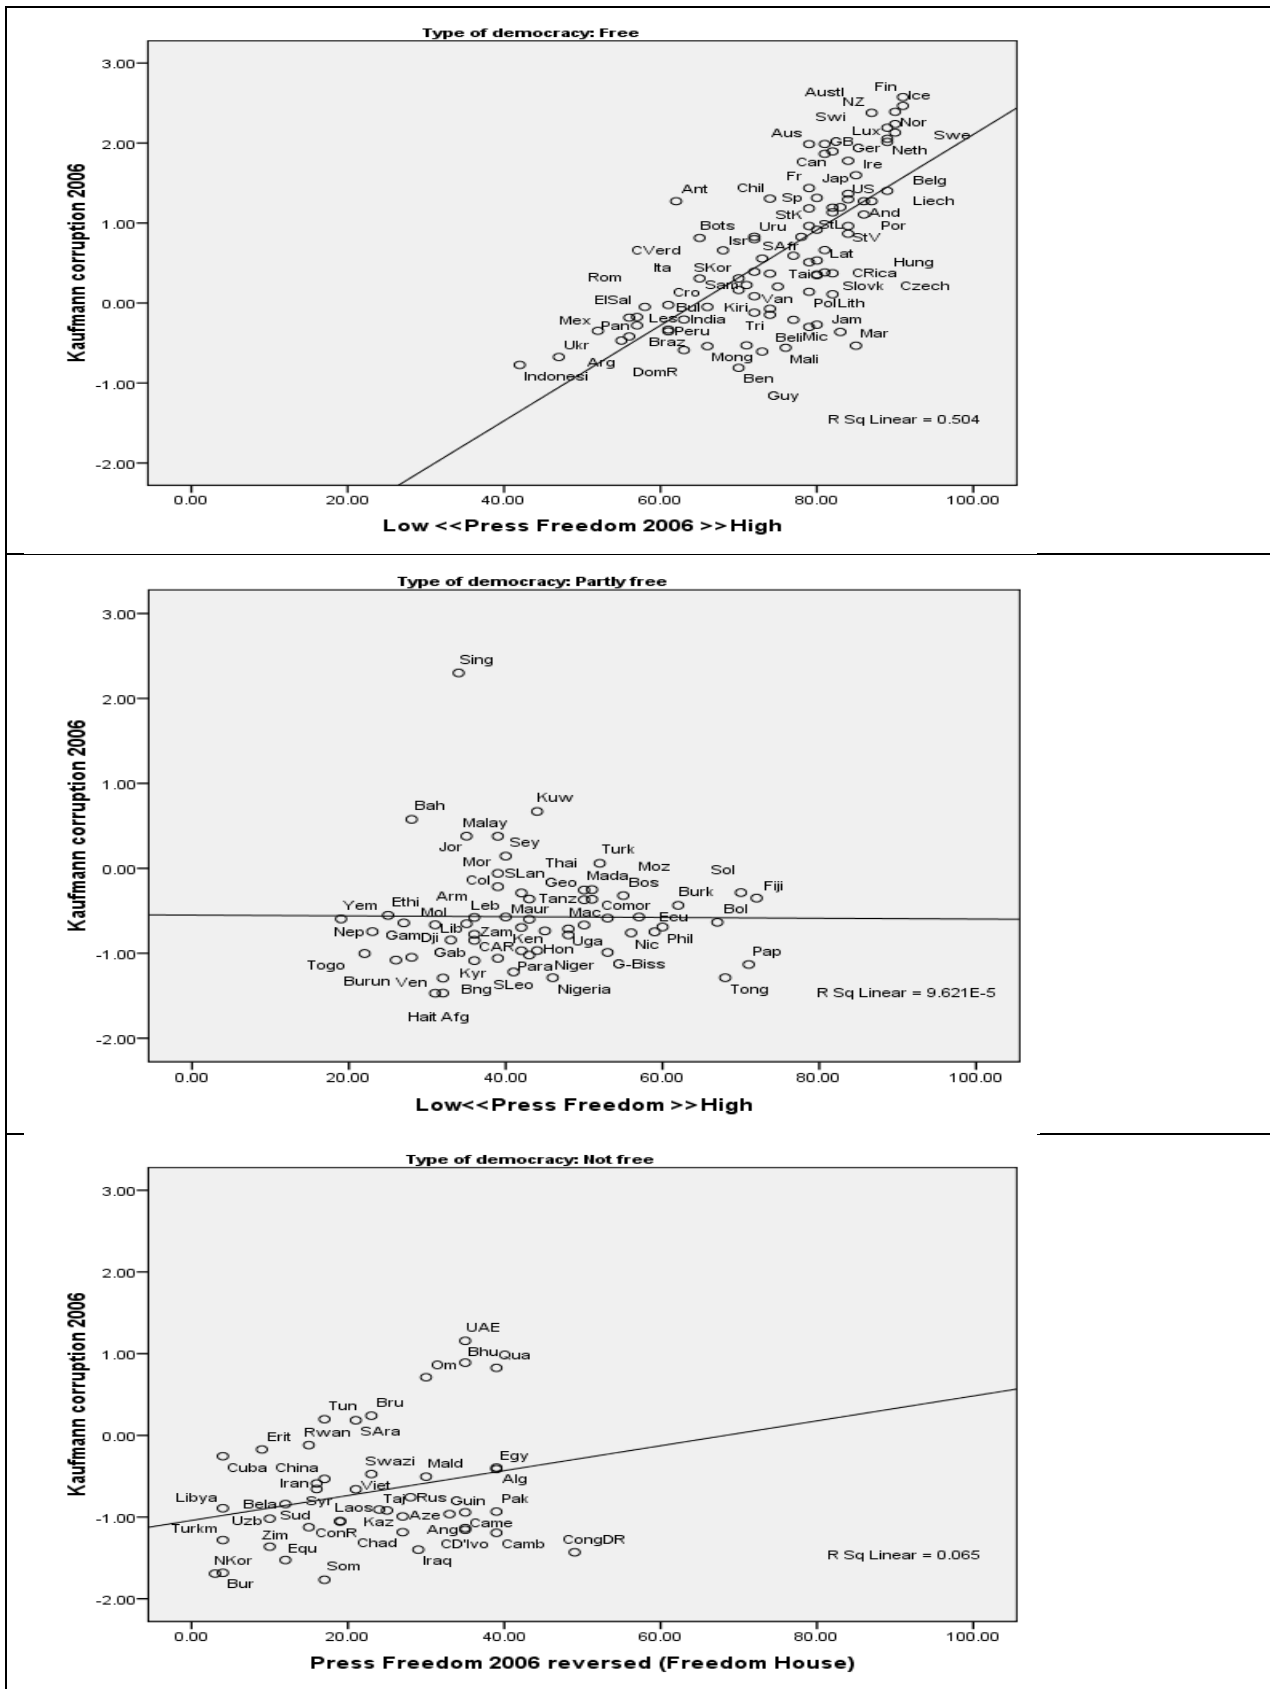 Type of democracy: Free
Kaufmann corruption 2006
3.00
2.00
1.00
0.00
-1.00
-2.00
Austl Fin Ice
NZ
Swi Nor
Lux Swe
Aus GB
Ger Neth
Can Ire
Fr Jap Belg
Ant Chil Sp US Liech
StK And
Bots Uru StL Por
Isr StV
CVerd SAfr Lat
Ita SKor Hung
Rom Sam Tai CRica
Cro Slovk Czech
ElSal Bul Kiri Van Pol Lith
Mex Pan Les India Tri Jam
Peru Beli Mic Mar
Ukr Braz
Arg Mong Mali
Indonesi DomR Ben
Guy
R Sq Linear = 0.504
0.00 20.00 40.00 60.00 80.00 100.00
Low <<Press Freedom 2006 >>High
Type of democracy: Partly free
Kaufmann corruption 2006
3.00
2.00
1.00
0.00
-1.00
-2.00
Sing
Bah Kuw
Malay
Jor Sey Turk
Mor Thai Moz Sol
SLan Mada
Col Geo Bos Fiji
Arm Tanz Burk
Yem Ethi Leb Maur Mac Comor Bol
Mol Ecu
Nep Gam Dji Lib Zam Ken Uga Nic Phil
Gab CAR Hon Pap
Togo Para Niger G-Biss
Burun Ven Kyr
Bng SLeo Nigeria Tong
Hait Afg
R Sq Linear = 9.621E-5
0.00 20.00 40.00 60.00 80.00 100.00
Low<<Press Freedom >>High
Type of democracy: Not free
Kaufmann corruption 2006
3.00
2.00
1.00
0.00
-1.00
-2.00
UAE
Om Bhu Qua
Tun Bru
Erit Rwan SAra
Cuba China Swazi Mald Egy
Iran Viet Alg
Libya Bela Syr Taj Rus Guin Pak
Uzb Sud Laos Aze
Turkm Kaz Came
Zim ConR Ang
Equ Chad CD'Ivo Camb CongDR
NKor Som Iraq
Bur
R Sq Linear = 0.065
0.00 20.00 40.00 60.00 80.00 100.00
Press Freedom 2006 reversed (Freedom House)